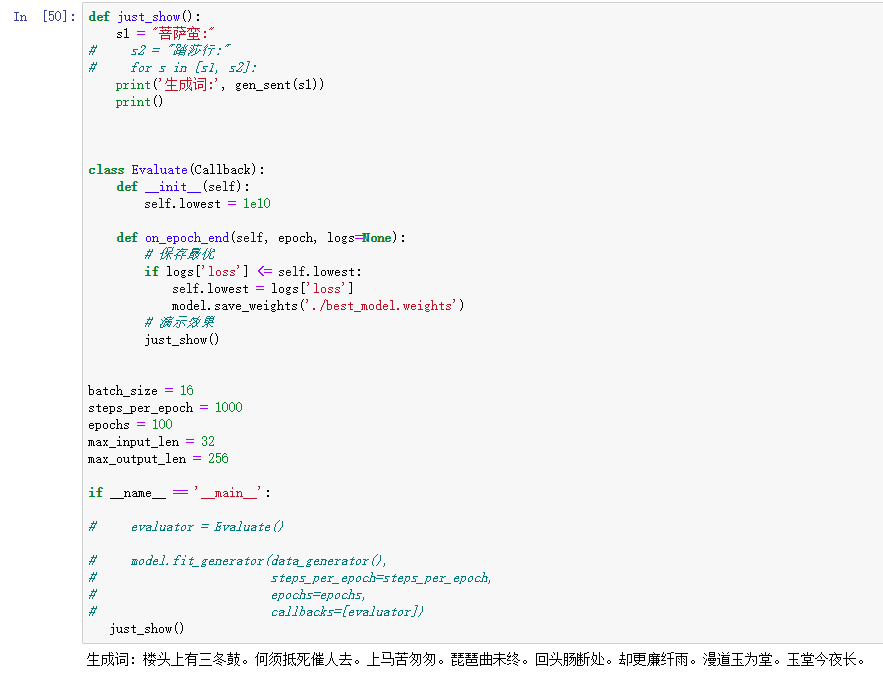 In [50]: def just_show():
    s1 = "菩萨蛮:"
#     s2 = "踏莎行:"
#     for s in [s1, s2]:
    print('生成词:', gen_sent(s1))
    print()
class Evaluate(Callback):
    def __init__(self):
        self.lowest = 1e10
    def on_epoch_end(self, epoch, logs=None):
        # 保存最优
        if logs['loss'] <= self.lowest:
            self.lowest = logs['loss']
            model.save_weights('./best_model.weights')
        # 演示效果
        just_show()
batch_size = 16
steps_per_epoch = 1000
epochs = 100
max_input_len = 32
max_output_len = 256
if __name__ == '__main__':
#     evaluator = Evaluate()
#     model.fit_generator(data_generator(),
#                         steps_per_epoch=steps_per_epoch,
#                         epochs=epochs,
#                         callbacks=[evaluator])
   just_show()
生成词: 楼头上有三冬鼓。何须抵死催人去。上马苦匆匆。琵琶曲未终。回头肠断处。却更廉纤雨。漫道玉为堂。玉堂今夜长。